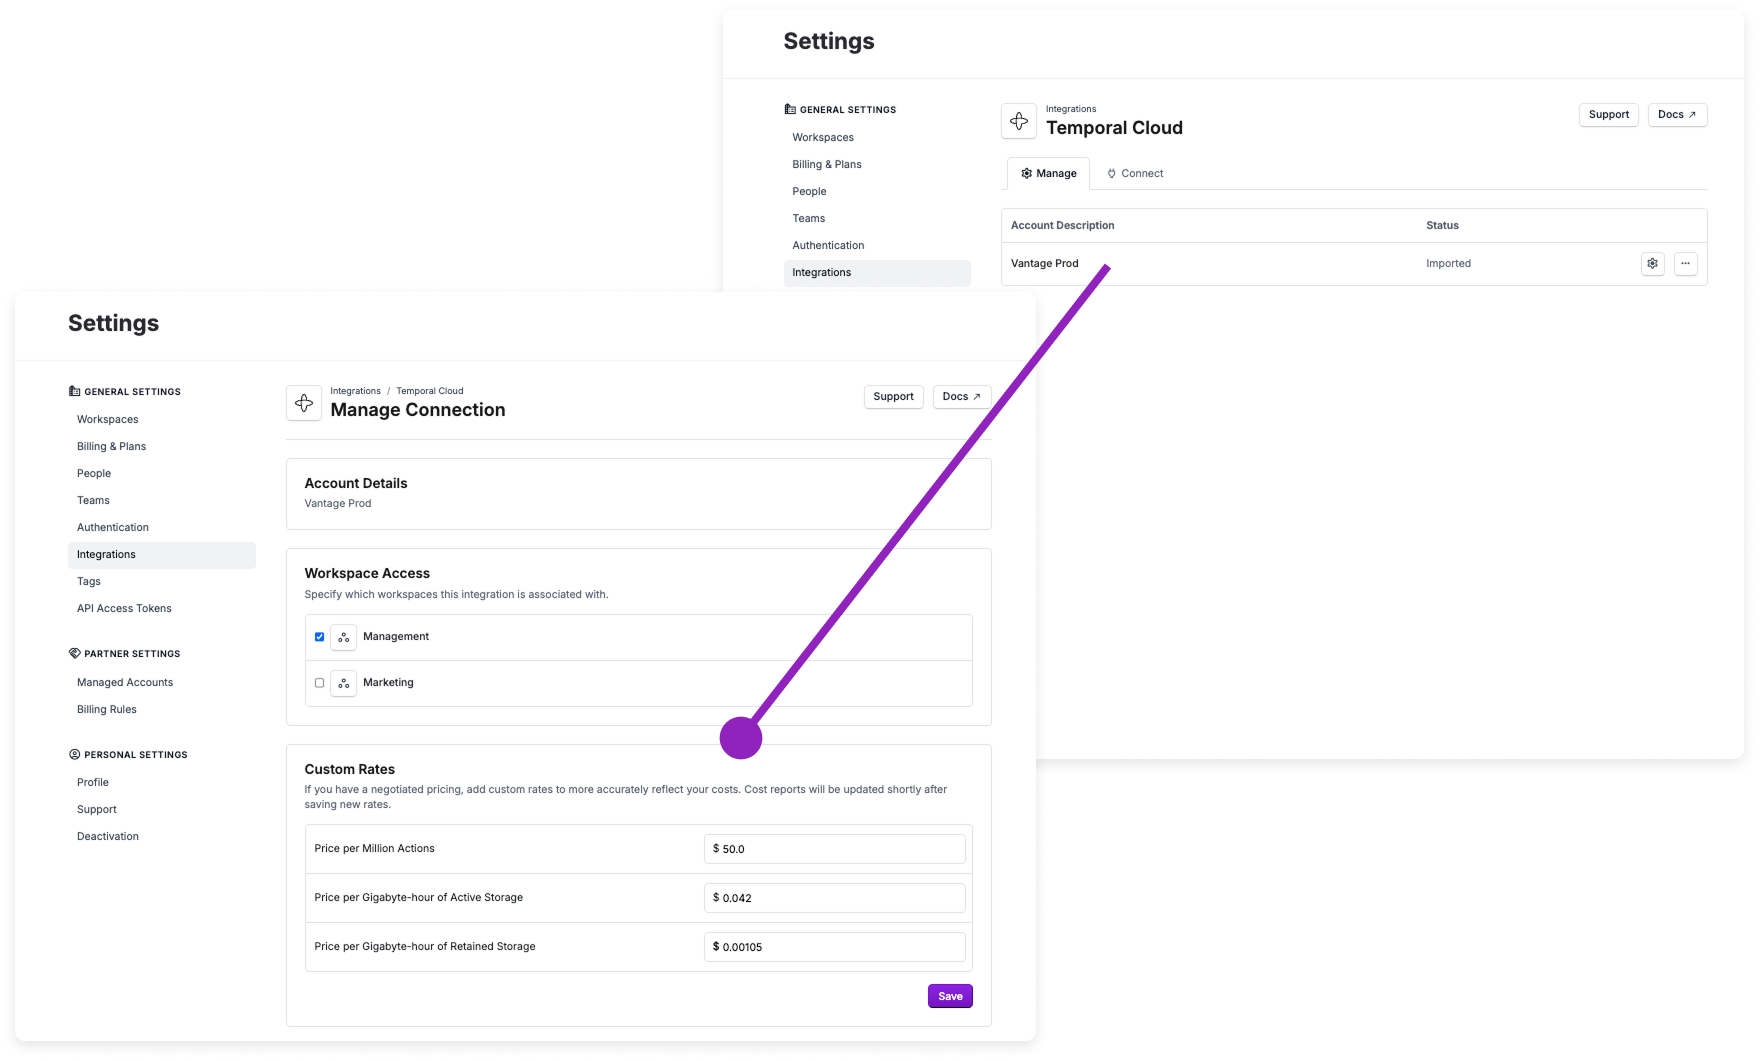 Settings
GENERAL SETTINGS
Workspaces
Billing & Plans
People
Teams
Authentication
Integrations
Integrations
Temporal Cloud
Support
Docs ↗
Manage
Connect
Account Description
Status
Vantage Prod
Imported
Settings
GENERAL SETTINGS
Workspaces
Billing & Plans
People
Teams
Authentication
Integrations
Tags
API Access Tokens
PARTNER SETTINGS
Managed Accounts
Billing Rules
PERSONAL SETTINGS
Profile
Support
Deactivation
Integrations / Temporal Cloud
Manage Connection
Support
Docs ↗
Account Details
Vantage Prod
Workspace Access
Specify which workspaces this integration is associated with.
Management
Marketing
Custom Rates
If you have a negotiated pricing, add custom rates to more accurately reflect your costs. Cost reports will be updated shortly after
saving new rates.
Price per Million Actions
$ 50.0
Price per Gigabyte-hour of Active Storage
$ 0.042
Price per Gigabyte-hour of Retained Storage
$ 0.00105
Save